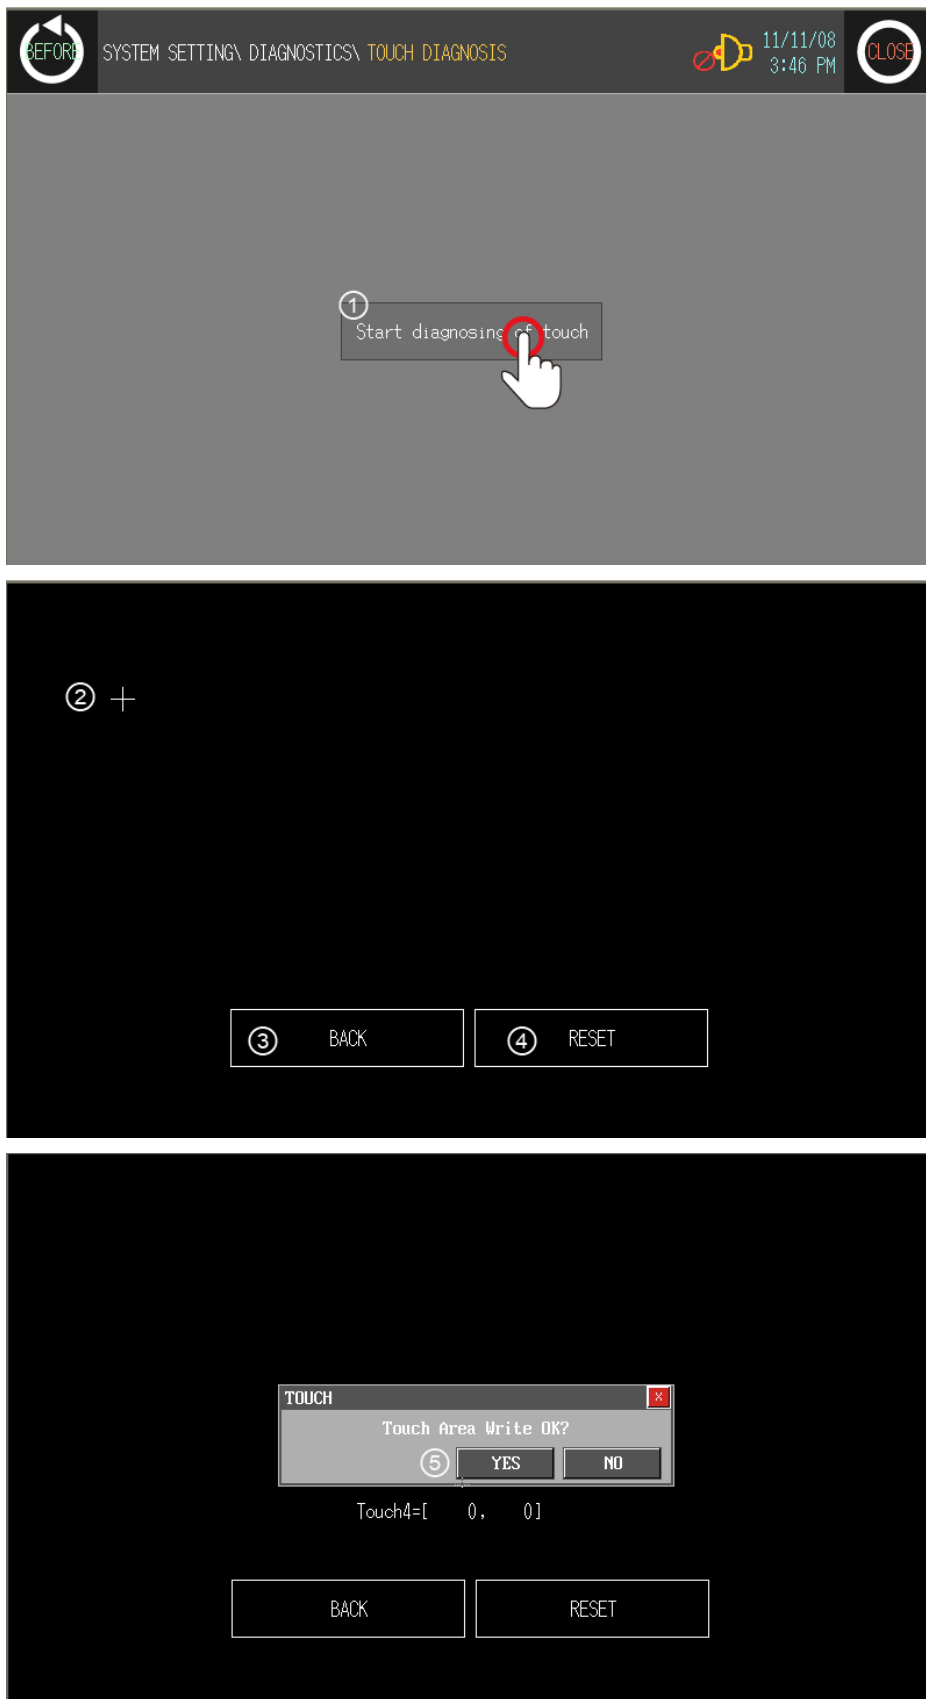 BEFORE SYSTEM SETTING\ DIAGNOSTICS\ TOUCH DIAGNOSIS 11/11/08 CLOSE
3:46 PM
①
Start diagnosing of touch
② +
③ BACK ④ RESET
TOUCH x
Touch Area Write OK?
⑤ YES NO
Touch4=[ 0, 0]
BACK RESET